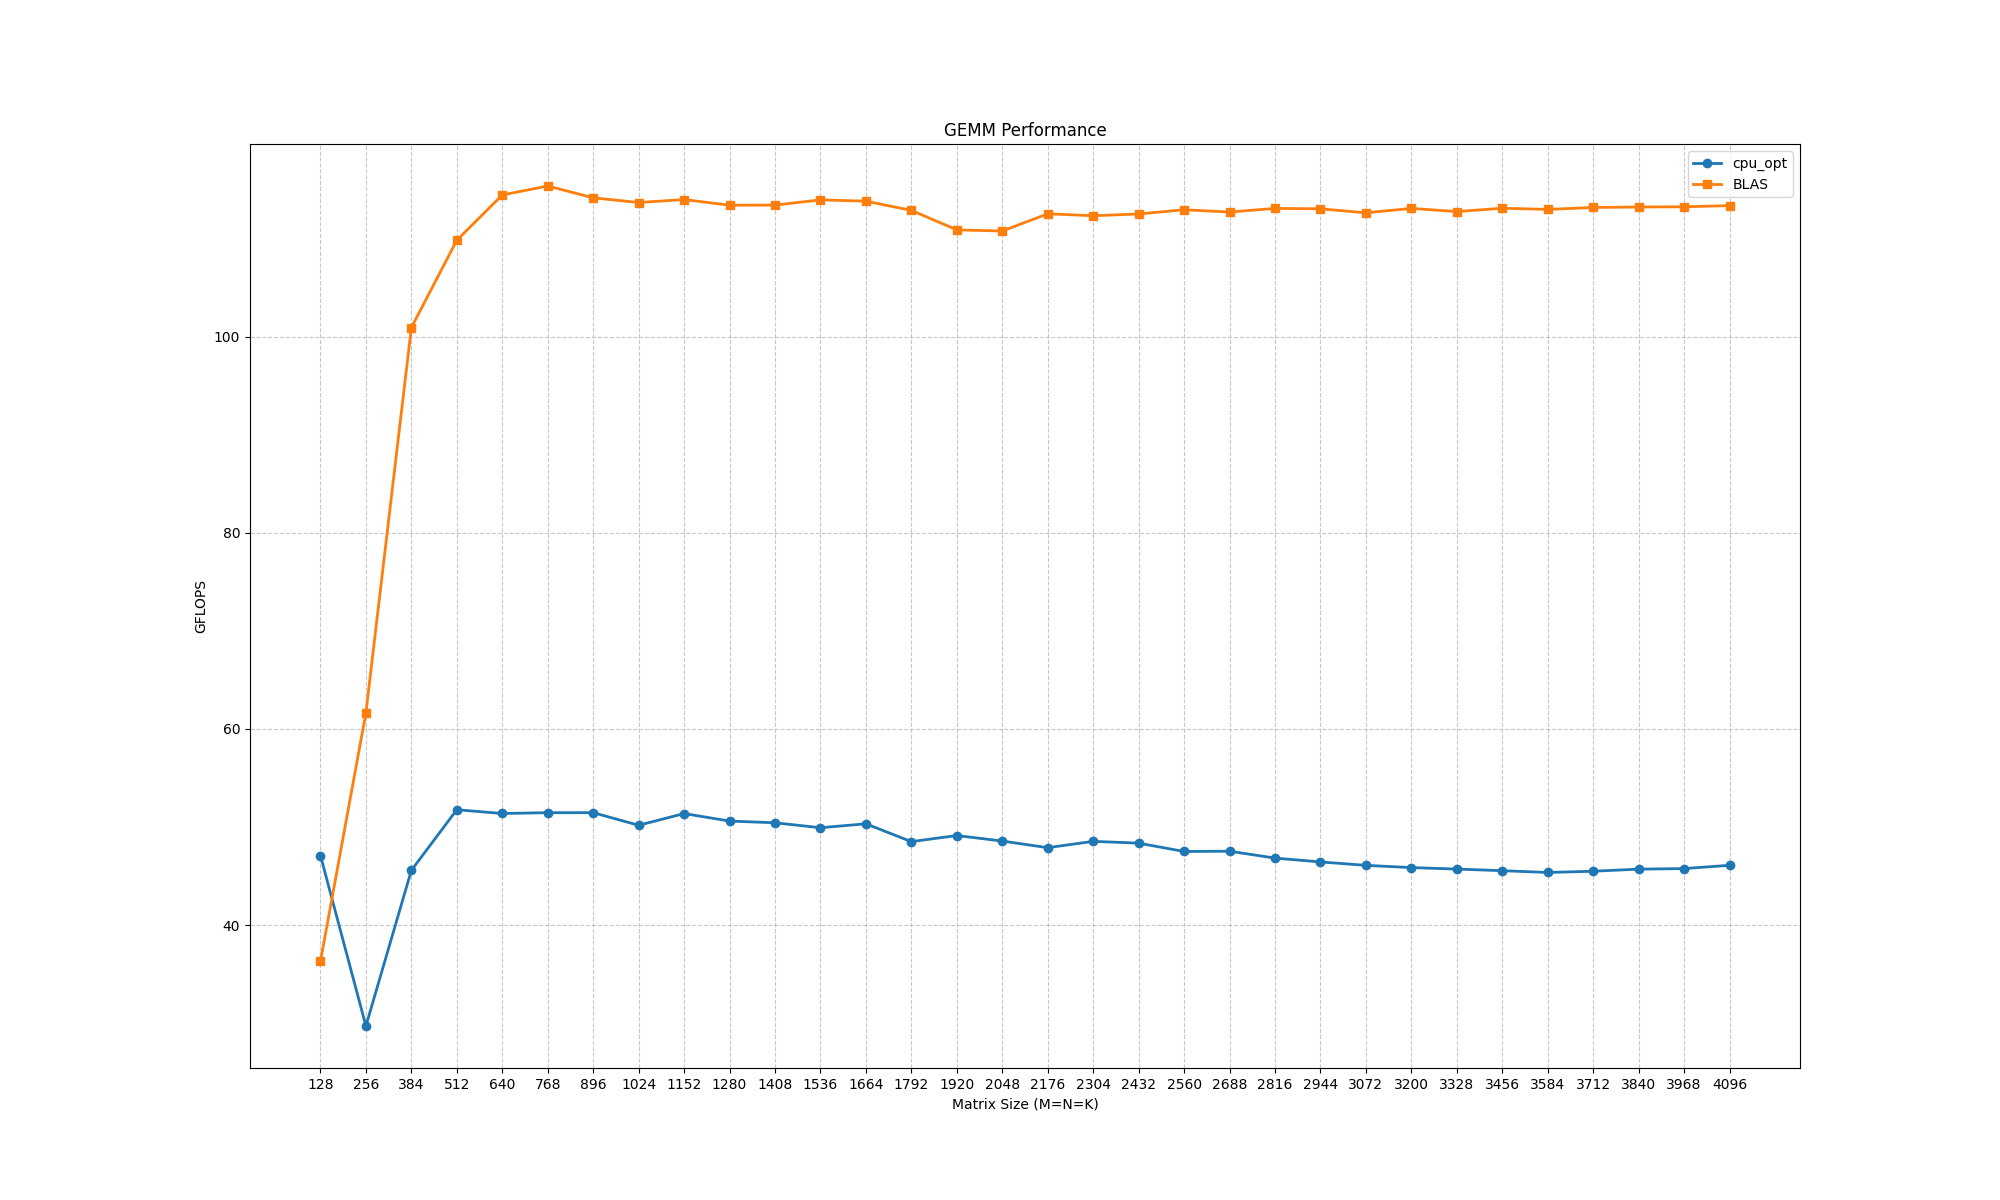 GEMM Performance
cpu_opt
BLAS
100
80
60
40
GFLOPS
128 256 384 512 640 768 896 1024 1152 1280 1408 1536 1664 1792 1920 2048 2176 2304 2432 2560 2688 2816 2944 3072 3200 3328 3456 3584 3712 3840 3968 4096
Matrix Size (M=N=K)